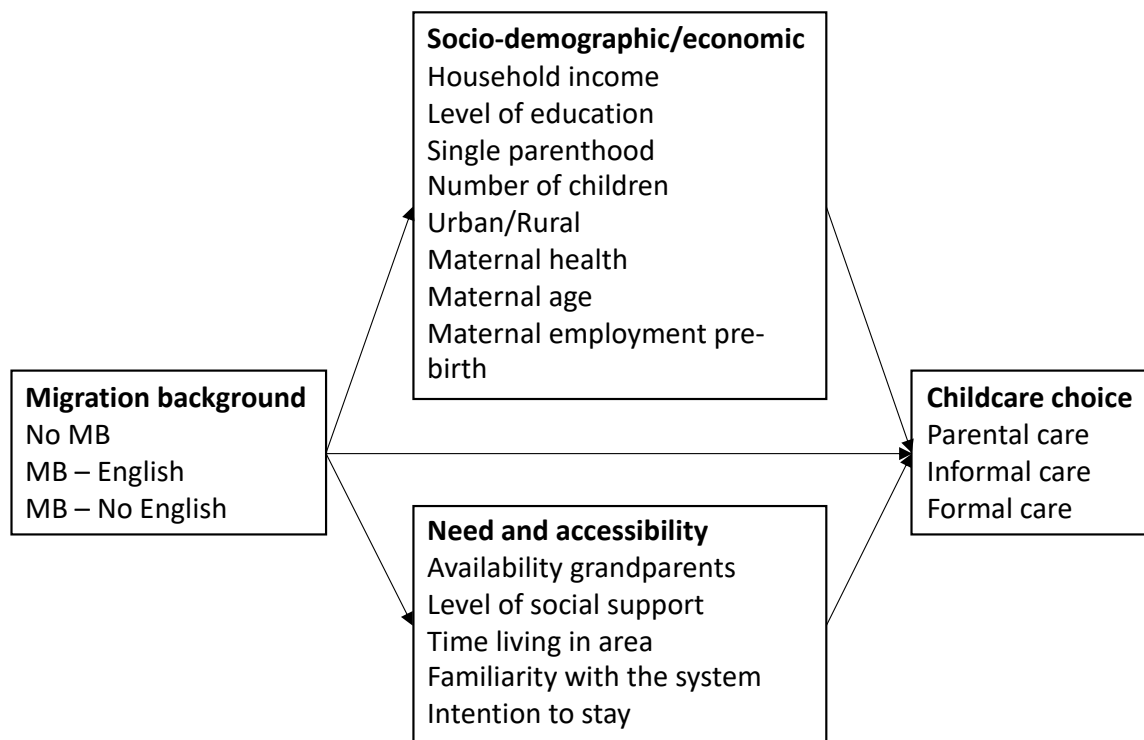 Socio-demographic/economic
Household income
Level of education
Single parenthood
Number of children
Urban/Rural
Maternal health
Maternal age
Maternal employment pre-
birth
Migration background
No MB
MB – English
MB – No English
Childcare choice
Parental care
Informal care
Formal care
Need and accessibility
Availability grandparents
Level of social support
Time living in area
Familiarity with the system
Intention to stay